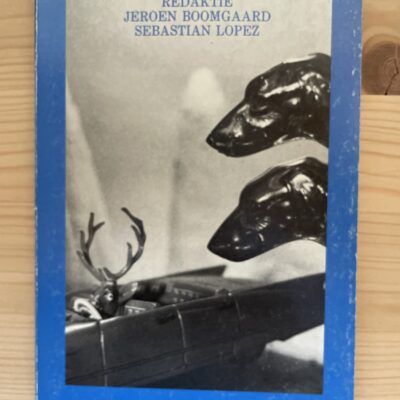 REDAKTIE
JEROEN BOOMGAARD
SEBASTIAN LOPEZ